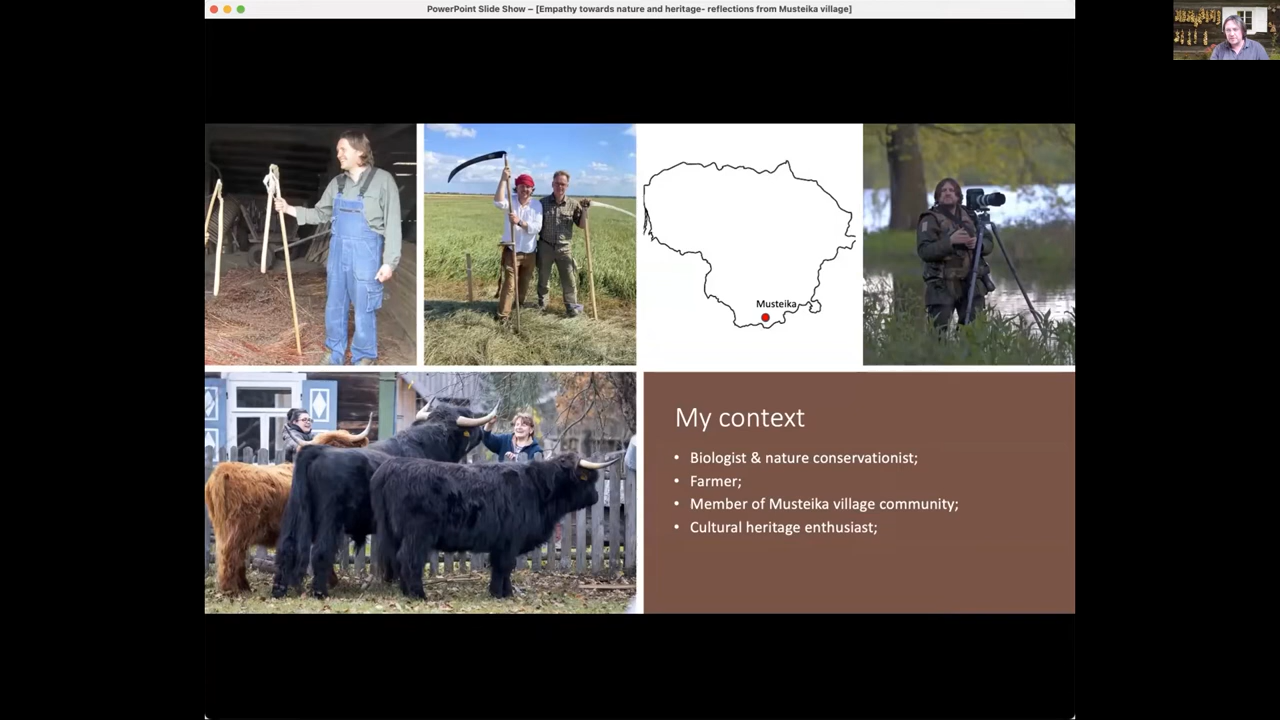 PowerPoint Slide Show – [Empathy towards nature and heritage- reflections from Musteika village]
Musteika
My context
• Biologist & nature conservationist;
• Farmer;
• Member of Musteika village community;
• Cultural heritage enthusiast;